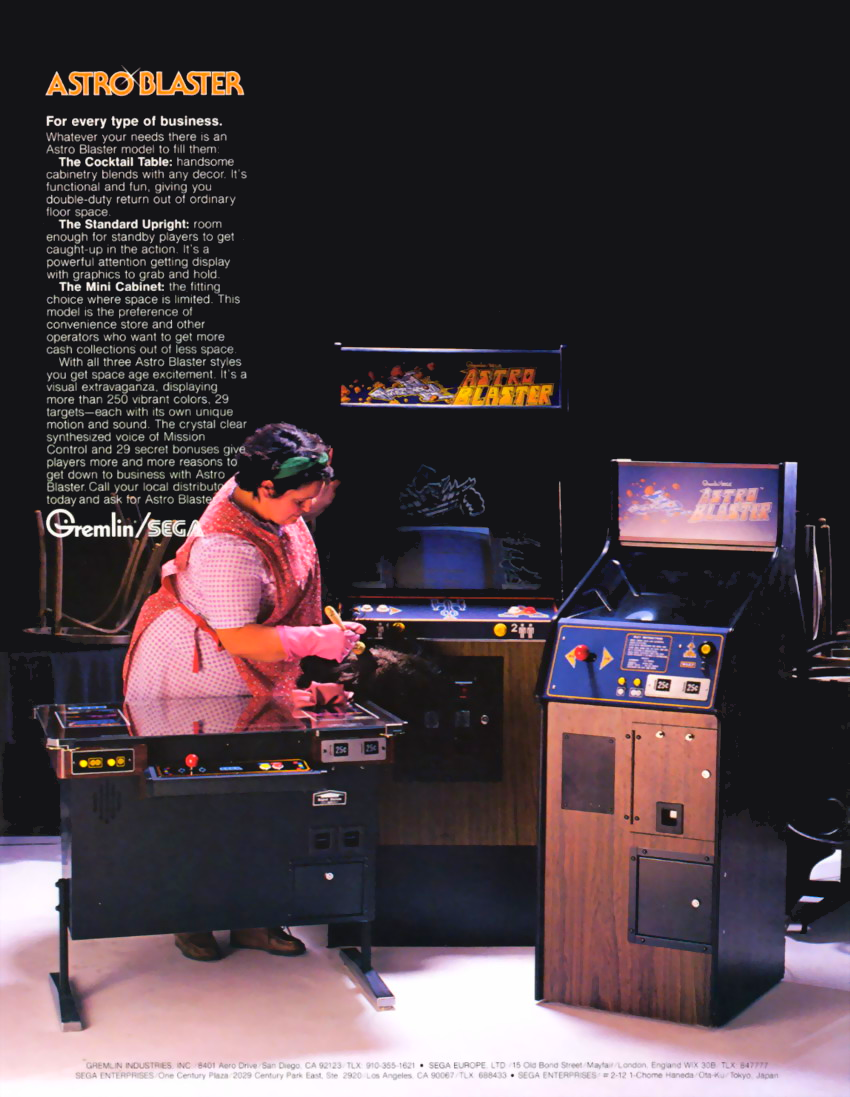 ASTRO BLASTER
For every type of business.
Whatever your needs there is an
Astro Blaster model to fill them:
The Cocktail Table: handsome
cabinetry blends with any decor. It's
functional and fun, giving you
double-duty return out of ordinary
floor space.
The Standard Upright: room
enough for standby players to get
caught-up in the action. It's a
powerful attention getting display
with graphics to grab and hold.
The Mini Cabinet: the fitting
choice where space is limited. This
model is the preference of
convenience store and other
operators who want to get more
cash collections out of less space.
With all three Astro Blaster styles
you get space age excitement. It's a
visual extravaganza, displaying
more than 250 vibrant colors, 29
targets—each with its own unique
motion and sound. The crystal clear
synthesized voice of Mission
Control and 29 secret bonuses give
players more and more reasons to
get down to business with Astro
Blaster. Call your local distributo
today and ask for Astro Blaster
Gremlin/SEGA
Gremlin/SEGA
ASTRO
BLASTER
Gremlin/SEGA
ASTRO
BLASTER
2
25¢ 25¢
25¢ 25¢
GREMLIN INDUSTRIES, INC./8401 Aero Drive/San Diego, CA 92123/TLX: 910-335-1621 • SEGA EUROPE, LTD./15 Old Bond Street/Mayfair/London, England WIX 3DB. TLX: 847777
SEGA ENTERPRISES/One Century Plaza/2029 Century Park East, Ste. 2920/Los Angeles, CA 90067/TLX: 688433 • SEGA ENTERPRISES/#2-12 1-Chome Haneda/Ota-Ku/Tokyo, Japan